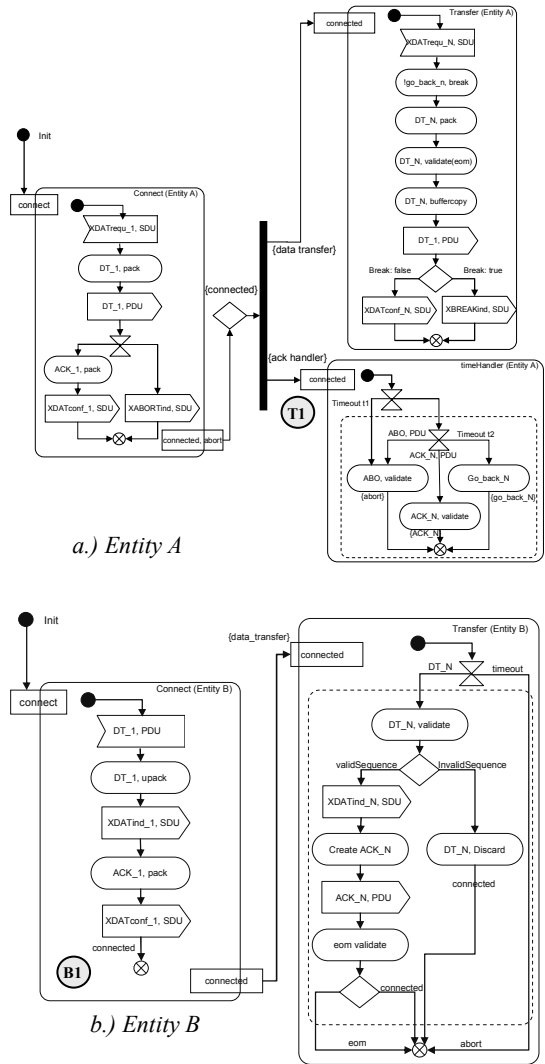 Transfer (Entity A)
connected
XDATrequ_N, SDU
!go_back_n, break
DT_N, pack
DT_N, validate(eom)
DT_N, buffercopy
DT_1, PDU
Break: false
Break: true
XDATconf_N, SDU
XBREAKind, SDU
Init
connect
Connect (Entity A)
XDATrequ_1, SDU
DT_1, pack
DT_1, PDU
ACK_1, pack
XDATconf_1, SDU
XABORTind, SDU
connected, abort
{connected}
{data transfer}
{ack handler}
connected
T1
timeHandler (Entity A)
Timeout t1
ABO, PDU
Timeout t2
ACK_N, PDU
ABO, validate
Go_back_N
{abort}
{go_back_N}
ACK_N, validate
{ACK_N}
a.) Entity A
Init
connect
Connect (Entity B)
DT_1, PDU
DT_1, upack
XDATind_1, SDU
ACK_1, pack
XDATconf_1, SDU
connected
B1
connected
b.) Entity B
{data_transfer}
connected
Transfer (Entity B)
DT_N
timeout
DT_N, validate
validSequence
InvalidSequence
XDATind_N, SDU
Create ACK_N
DT_N, Discard
ACK_N, PDU
connected
eom validate
connected
eom
abort